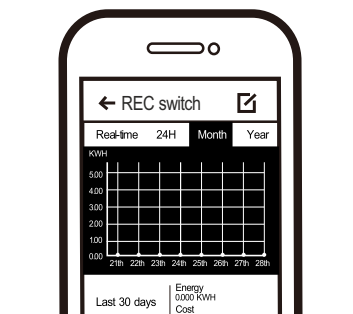 REC switch
Real-time 24H Month Year
KWH
5.00
4.00
3.00
2.00
1.00
0.00
21th 22th 23th 24th 25th 26th 27th 28th
Last 30 days
Energy
0.000 KWH
Cost